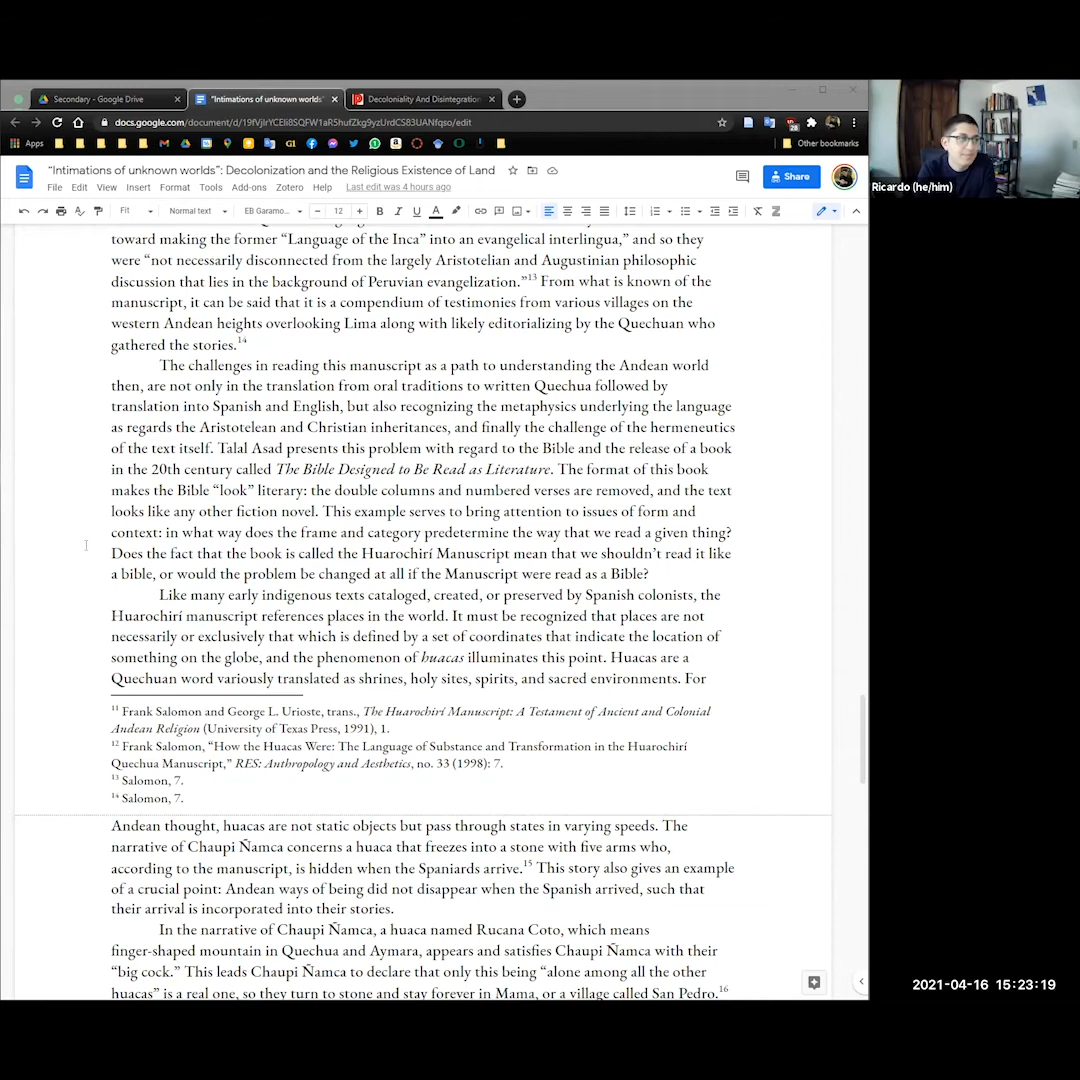 Secondary - Google Drive
"Intimations of unknown worlds"
Decoloniality And Disintegration
docs.google.com/document/d/19fVjIrYCEli8SQFW1aR5hufZkg9yzUrdCS83UANfqso/edit
Apps
Other bookmarks
"Intimations of unknown worlds": Decolonization and the Religious Existence of Land
File Edit View Insert Format Tools Add-ons Zotero Help Last edit was 4 hours ago
Share
Fit Normal text EB Garamo... 12
toward making the former “Language of the Inca” into an evangelical interlingua,” and so they
were “not necessarily disconnected from the largely Aristotelian and Augustinian philosophic
discussion that lies in the background of Peruvian evangelization.”13 From what is known of the
manuscript, it can be said that it is a compendium of testimonies from various villages on the
western Andean heights overlooking Lima along with likely editorializing by the Quechuan who
gathered the stories.14
The challenges in reading this manuscript as a path to understanding the Andean world
then, are not only in the translation from oral traditions to written Quechua followed by
translation into Spanish and English, but also recognizing the metaphysics underlying the language
as regards the Aristotelean and Christian inheritances, and finally the challenge of the hermeneutics
of the text itself. Talal Asad presents this problem with regard to the Bible and the release of a book
in the 20th century called The Bible Designed to Be Read as Literature. The format of this book
makes the Bible “look” literary: the double columns and numbered verses are removed, and the text
looks like any other fiction novel. This example serves to bring attention to issues of form and
context: in what way does the frame and category predetermine the way that we read a given thing?
Does the fact that the book is called the Huarochirí Manuscript mean that we shouldn’t read it like
a bible, or would the problem be changed at all if the Manuscript were read as a Bible?
Like many early indigenous texts cataloged, created, or preserved by Spanish colonists, the
Huarochirí manuscript references places in the world. It must be recognized that places are not
necessarily or exclusively that which is defined by a set of coordinates that indicate the location of
something on the globe, and the phenomenon of huacas illuminates this point. Huacas are a
Quechuan word variously translated as shrines, holy sites, spirits, and sacred environments. For
11 Frank Salomon and George L. Urioste, trans., The Huarochirí Manuscript: A Testament of Ancient and Colonial
Andean Religion (University of Texas Press, 1991), 1.
12 Frank Salomon, “How the Huacas Were: The Language of Substance and Transformation in the Huarochirí
Quechua Manuscript,” RES: Anthropology and Aesthetics, no. 33 (1998): 7.
13 Salomon, 7.
14 Salomon, 7.
Andean thought, huacas are not static objects but pass through states in varying speeds. The
narrative of Chaupi Ñamca concerns a huaca that freezes into a stone with five arms who,
according to the manuscript, is hidden when the Spaniards arrive.15 This story also gives an example
of a crucial point: Andean ways of being did not disappear when the Spanish arrived, such that
their arrival is incorporated into their stories.
In the narrative of Chaupi Ñamca, a huaca named Rucana Coto, which means
finger-shaped mountain in Quechua and Aymara, appears and satisfies Chaupi Ñamca with their
“big cock.” This leads Chaupi Ñamca to declare that only this being “alone among all the other
huacas” is a real one, so they turn to stone and stay forever in Mama, or a village called San Pedro.16
Ricardo (he/him)
2021-04-16 15:23:19